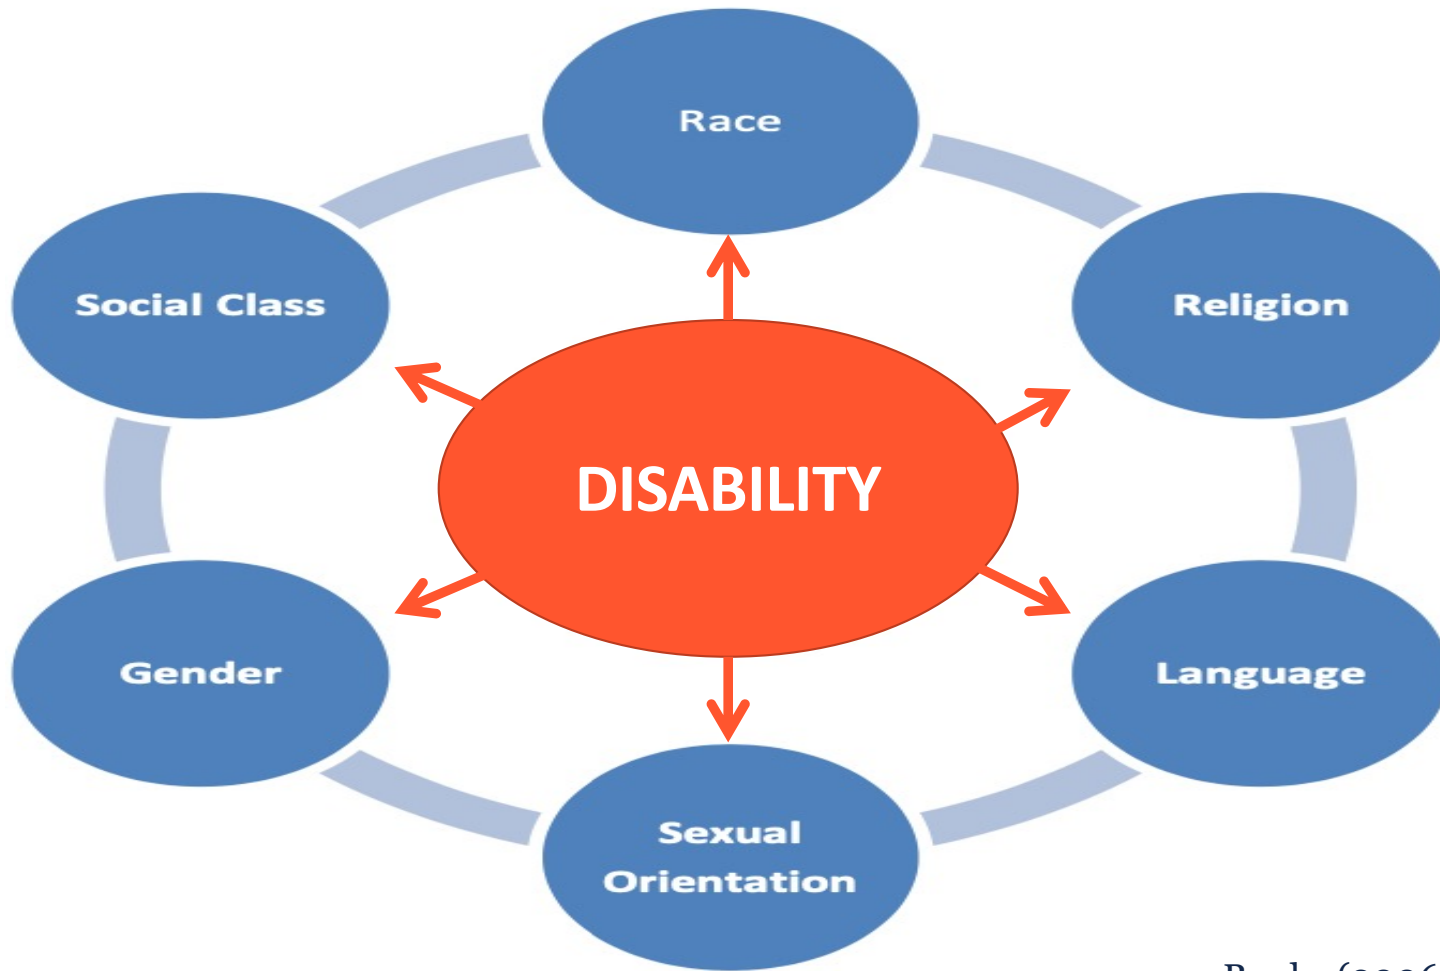 Race
Social Class
Religion
DISABILITY
Gender
Language
Sexual
Orientation